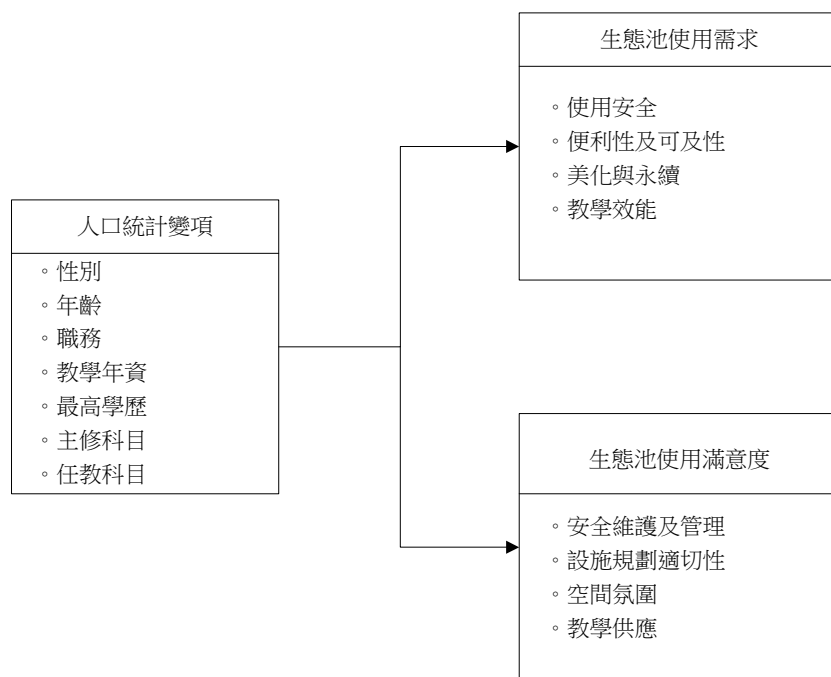 人口統計變項
。性別
。年齡
。職務
。教學年資
。最高學歷
。主修科目
。任教科目
生態池使用需求
。使用安全
。便利性及可及性
。美化與永續
。教學效能
生態池使用滿意度
。安全維護及管理
。設施規劃適切性
。空間氛圍
。教學供應